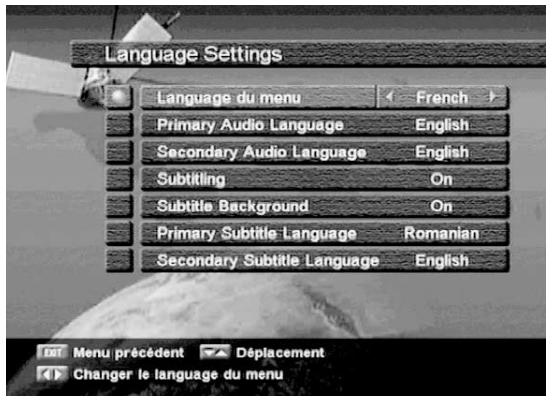 Language Settings
Language du menu French
Primary Audio Language English
Secondary Audio Language English
Subtitling On
Subtitle Background On
Primary Subtitle Language Romanian
Secondary Subtitle Language English
EXIT Menu précédent Déplacement
Changer le language du menu